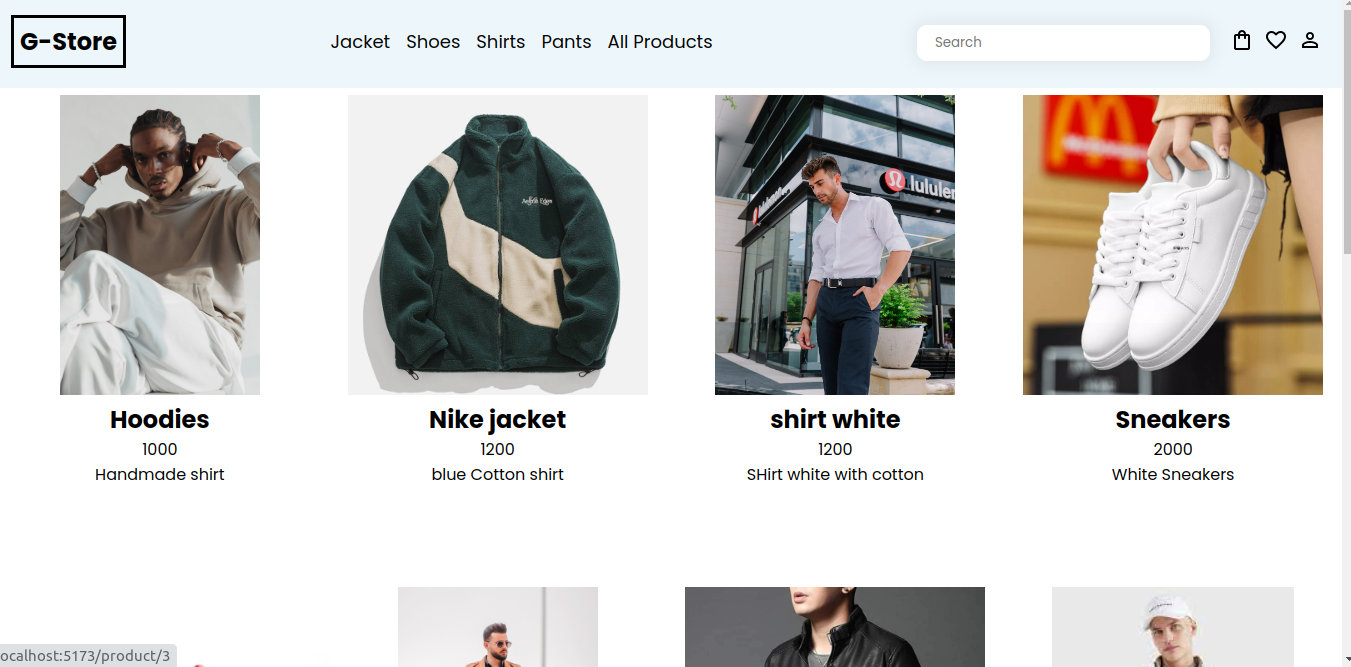 G-Store
Jacket Shoes Shirts Pants All Products
Search
lululemon
Hoodies
1000
Handmade shirt
Nike jacket
1200
blue Cotton shirt
shirt white
1200
SHirt white with cotton
Sneakers
2000
White Sneakers
ocalhost:5173/product/3